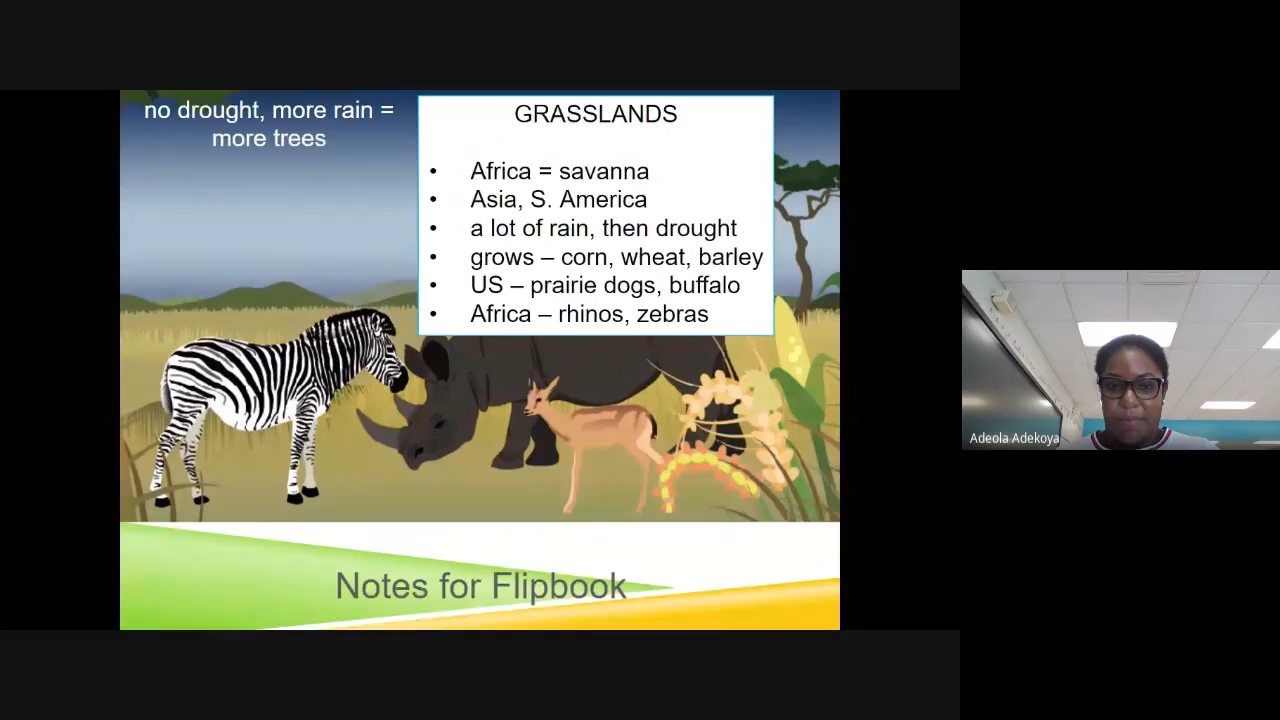 no drought, more rain =
more trees
GRASSLANDS
• Africa = savanna
• Asia, S. America
• a lot of rain, then drought
• grows – corn, wheat, barley
• US – prairie dogs, buffalo
• Africa – rhinos, zebras
Notes for Flipbook
Adeola Adekoya